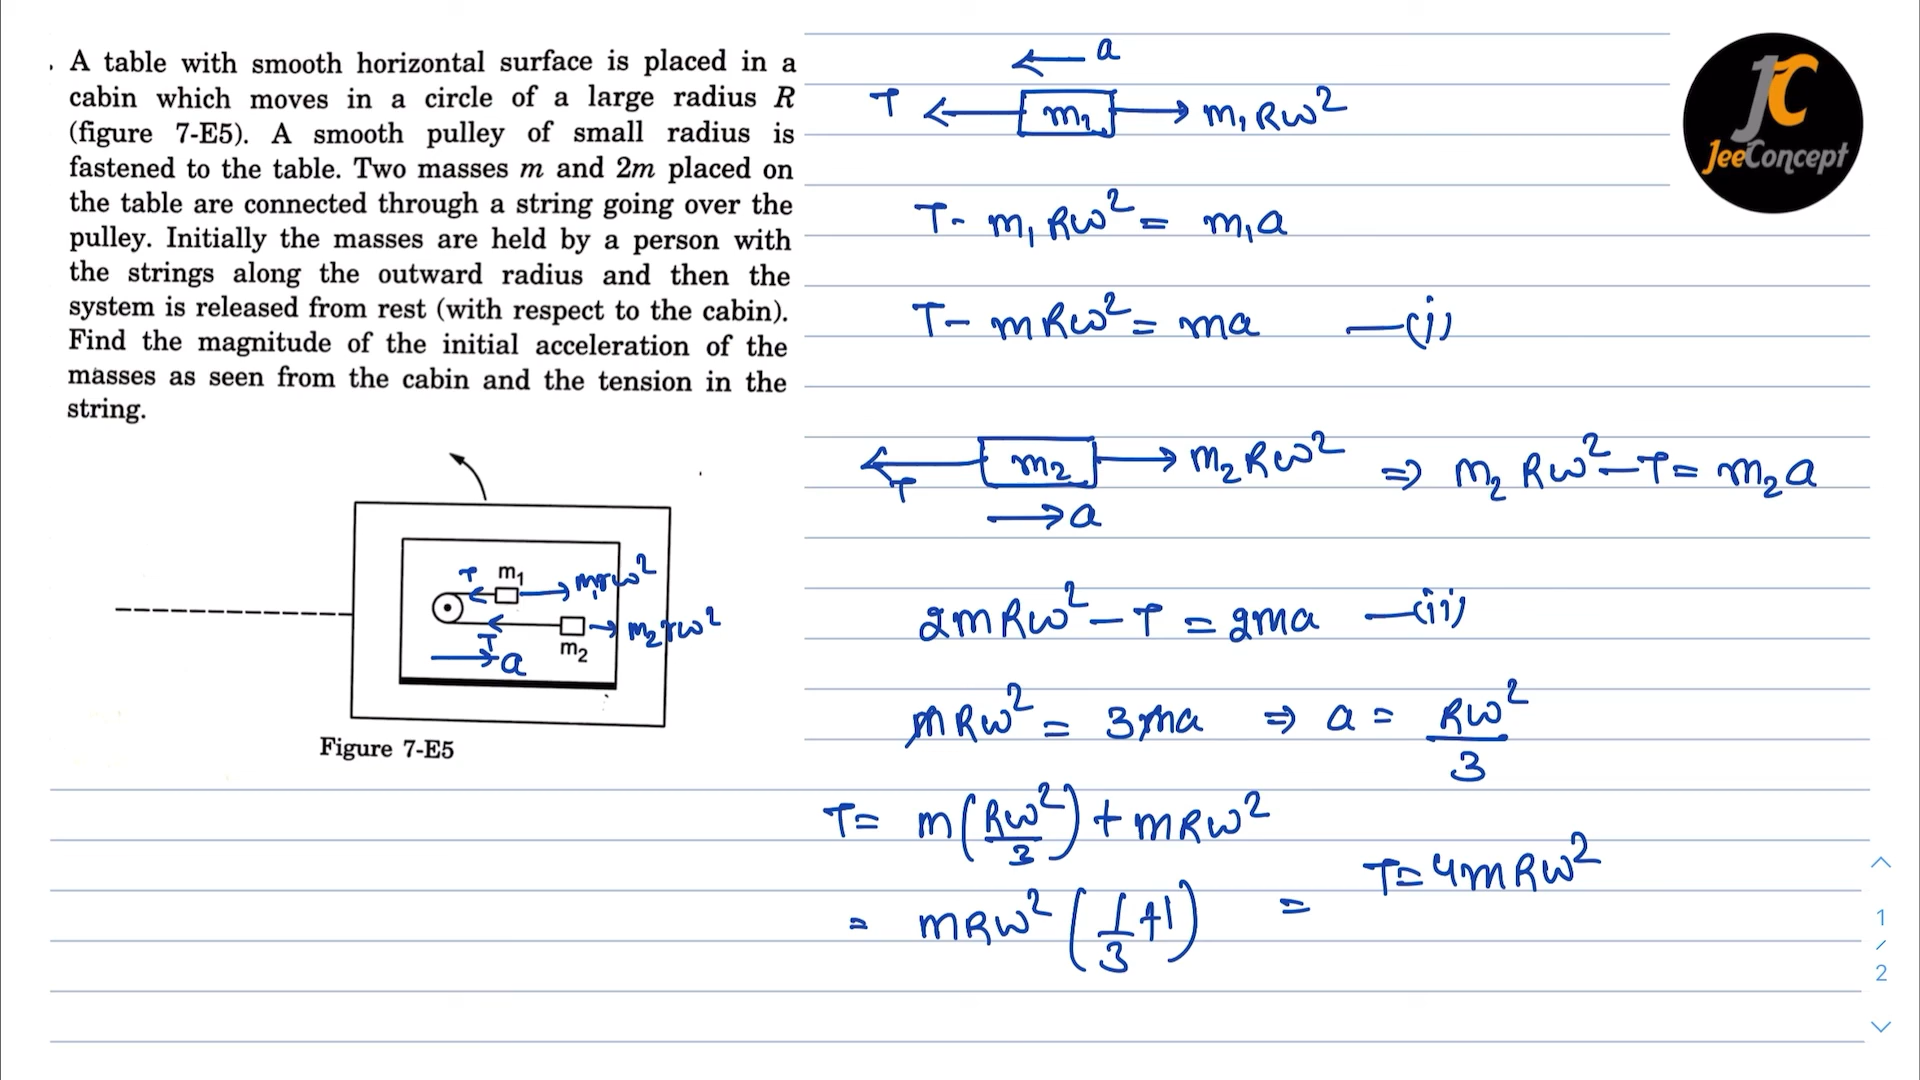 A table with smooth horizontal surface is placed in a
cabin which moves in a circle of a large radius R
(figure 7-E5). A smooth pulley of small radius is
fastened to the table. Two masses m and 2m placed on
the table are connected through a string going over the
pulley. Initially the masses are held by a person with
the strings along the outward radius and then the
system is released from rest (with respect to the cabin).
Find the magnitude of the initial acceleration of the
masses as seen from the cabin and the tension in the
string.
T m₁ m₁rω²
T m₂ m₂rω²
a
Figure 7-E5
a
T m₁ m₁Rω²
T - m₁Rω² = m₁a
T - mRω² = ma —(i)
T m₂ m₂Rω² ⇒ m₂Rω² - T = m₂a
a
2mRω² - T = 2ma —(ii)
mRω² = 3ma ⇒ a = Rω²/3
T = m(Rω²/3) + mRω²
= mRω² (1/3 + 1) = T = 4mRω²
JC
JeeConcept
1
/
2